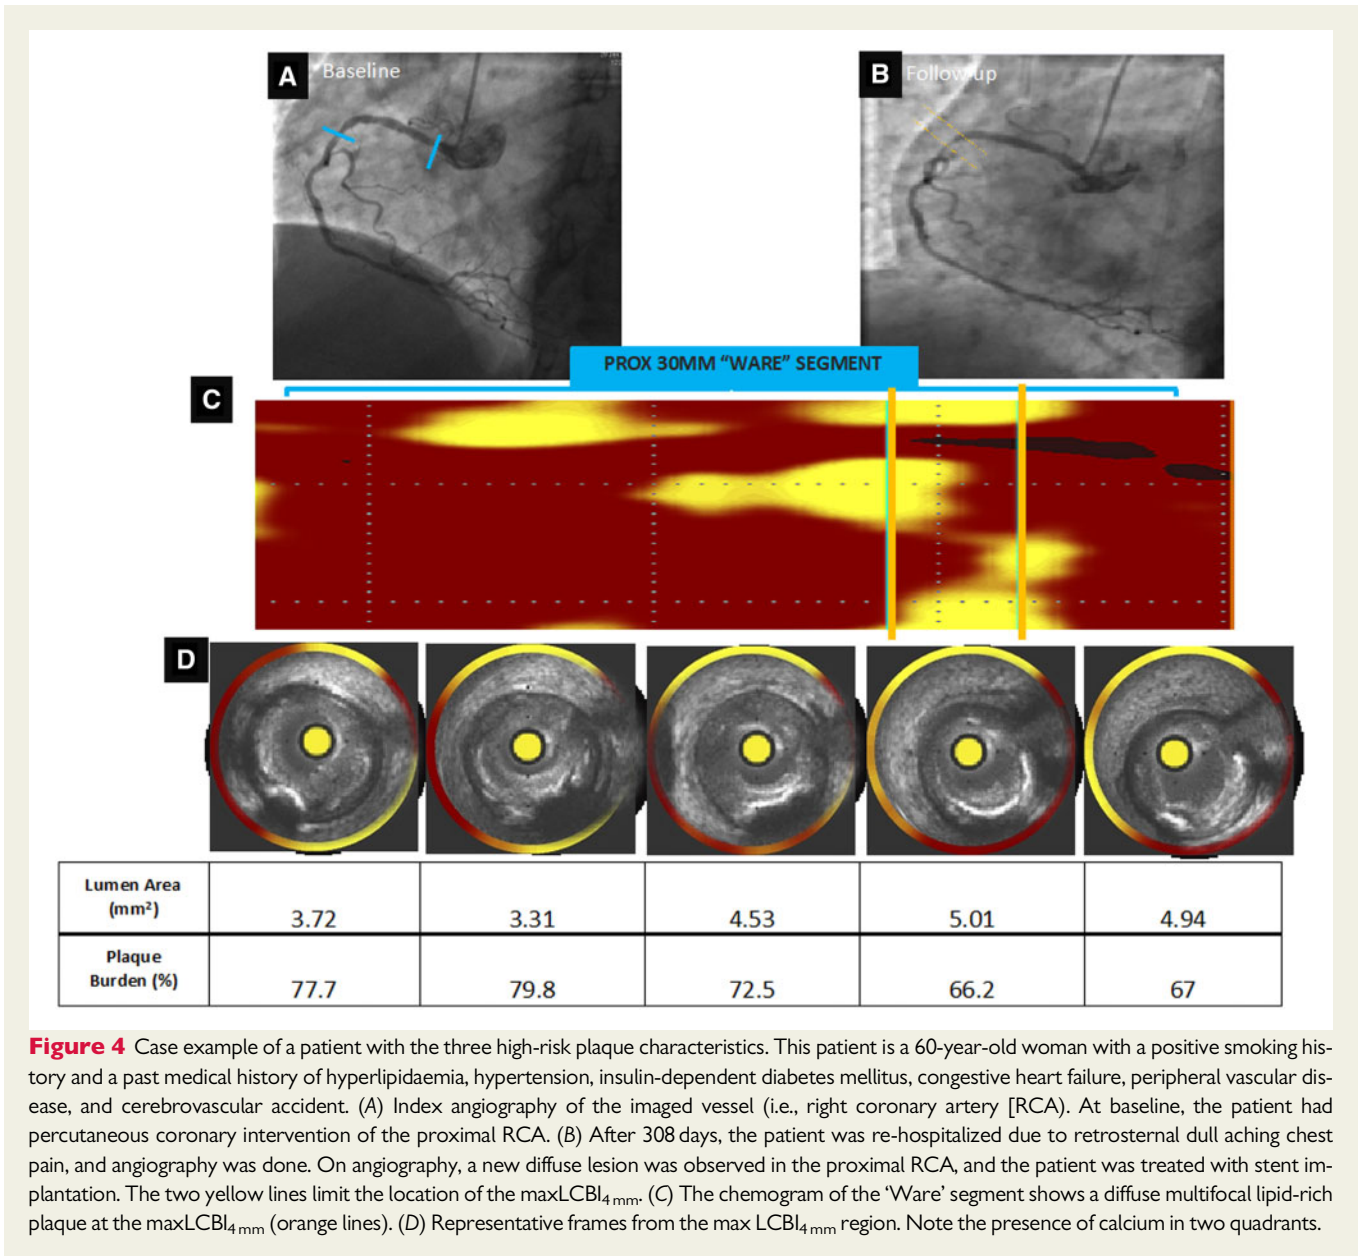 A Baseline
B Follow up
PROX 30MM “WARE” SEGMENT
C
D
Lumen Area
(mm²)
3.72 3.31 4.53 5.01 4.94
Plaque
Burden (%)
77.7 79.8 72.5 66.2 67
Figure 4 Case example of a patient with the three high-risk plaque characteristics. This patient is a 60-year-old woman with a positive smoking his-
tory and a past medical history of hyperlipidaemia, hypertension, insulin-dependent diabetes mellitus, congestive heart failure, peripheral vascular dis-
ease, and cerebrovascular accident. (A) Index angiography of the imaged vessel (i.e., right coronary artery [RCA). At baseline, the patient had
percutaneous coronary intervention of the proximal RCA. (B) After 308 days, the patient was re-hospitalized due to retrosternal dull aching chest
pain, and angiography was done. On angiography, a new diffuse lesion was observed in the proximal RCA, and the patient was treated with stent im-
plantation. The two yellow lines limit the location of the maxLCBI4 mm. (C) The chemogram of the ‘Ware’ segment shows a diffuse multifocal lipid-rich
plaque at the maxLCBI4 mm (orange lines). (D) Representative frames from the max LCBI4 mm region. Note the presence of calcium in two quadrants.